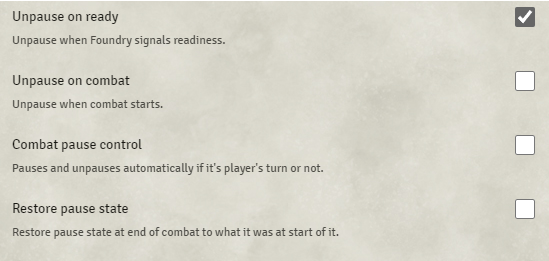 Unpause on ready
Unpause when Foundry signals readiness.
Unpause on combat
Unpause when combat starts.
Combat pause control
Pauses and unpauses automatically if it's player's turn or not.
Restore pause state
Restore pause state at end of combat to what it was at start of it.